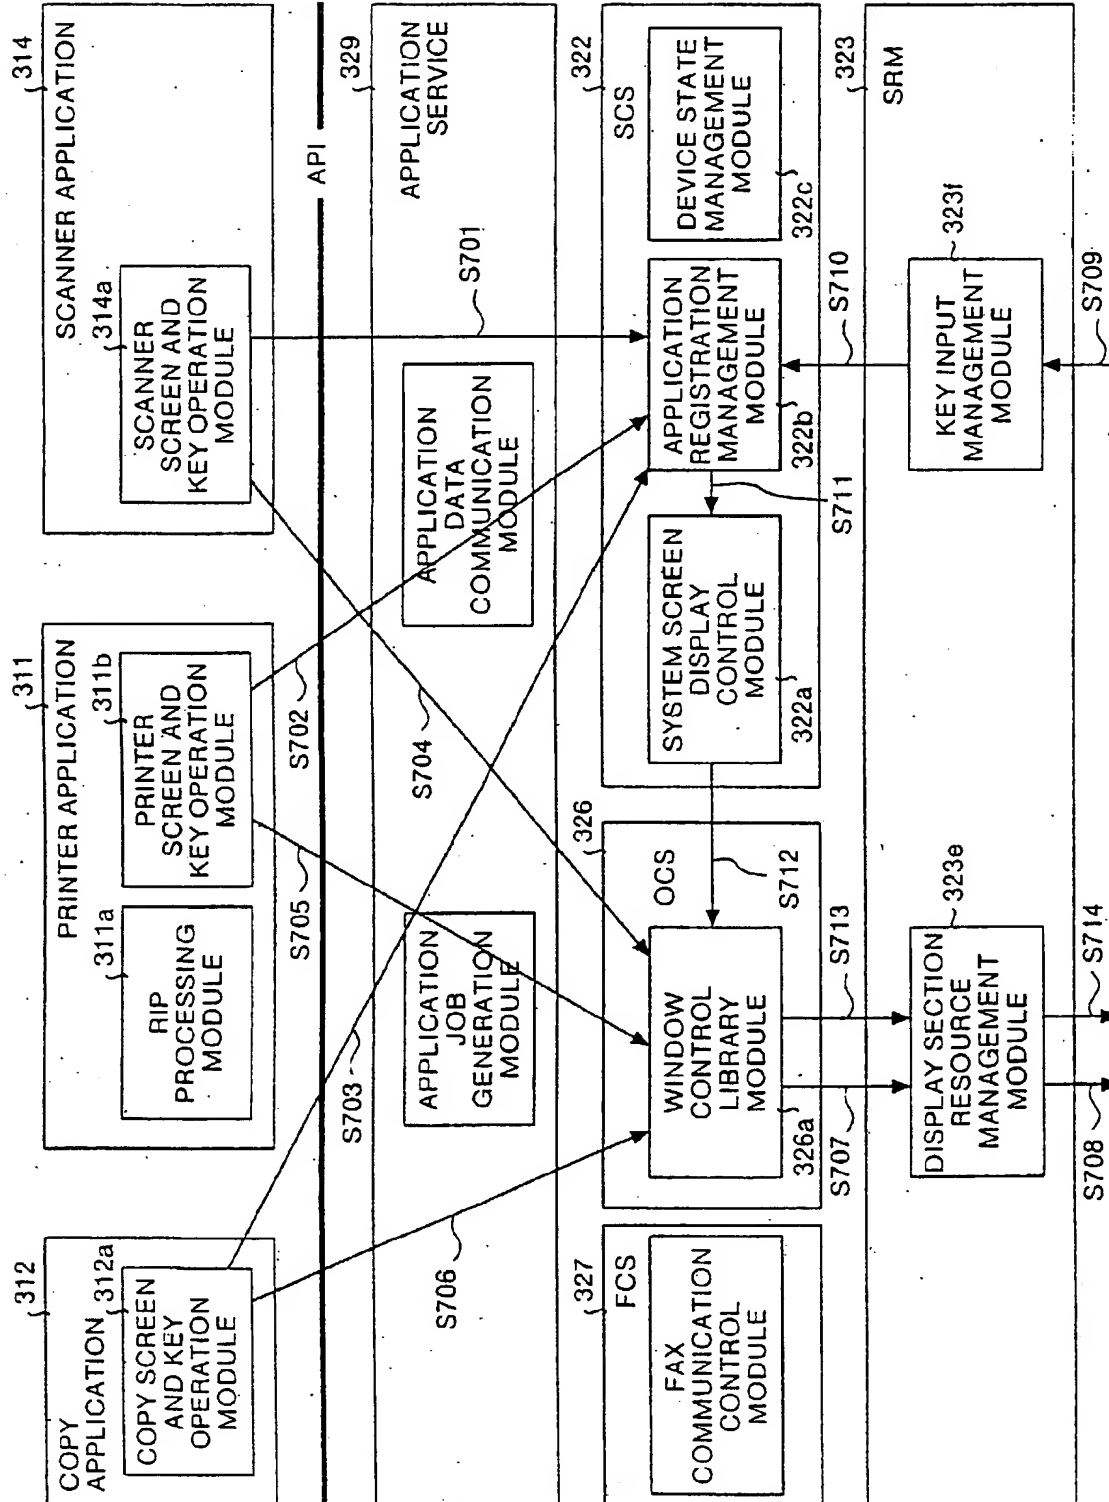 312
COPY
APPLICATION
312a
COPY SCREEN
AND KEY
OPERATION
MODULE
311
PRINTER APPLICATION
311a
RIP
PROCESSING
MODULE
311b
PRINTER
SCREEN AND
KEY OPERATION
MODULE
314
SCANNER APPLICATION
314a
SCANNER
SCREEN AND
KEY OPERATION
MODULE
API
S703
S705
S702
S706
S704
S701
329
APPLICATION
SERVICE
APPLICATION
JOB
GENERATION
MODULE
APPLICATION
DATA
COMMUNICATION
MODULE
327
FCS
FAX
COMMUNICATION
CONTROL
MODULE
326
OCS
WINDOW
CONTROL
LIBRARY
MODULE
326a
S712
322
SCS
SYSTEM SCREEN
DISPLAY
CONTROL
MODULE
322a
APPLICATION
REGISTRATION
MANAGEMENT
MODULE
322b
DEVICE STATE
MANAGEMENT
MODULE
322c
S711
S707
S713
S710
323
SRM
DISPLAY SECTION
RESOURCE
MANAGEMENT
MODULE
323e
KEY INPUT
MANAGEMENT
MODULE
323f
S708
S714
S709